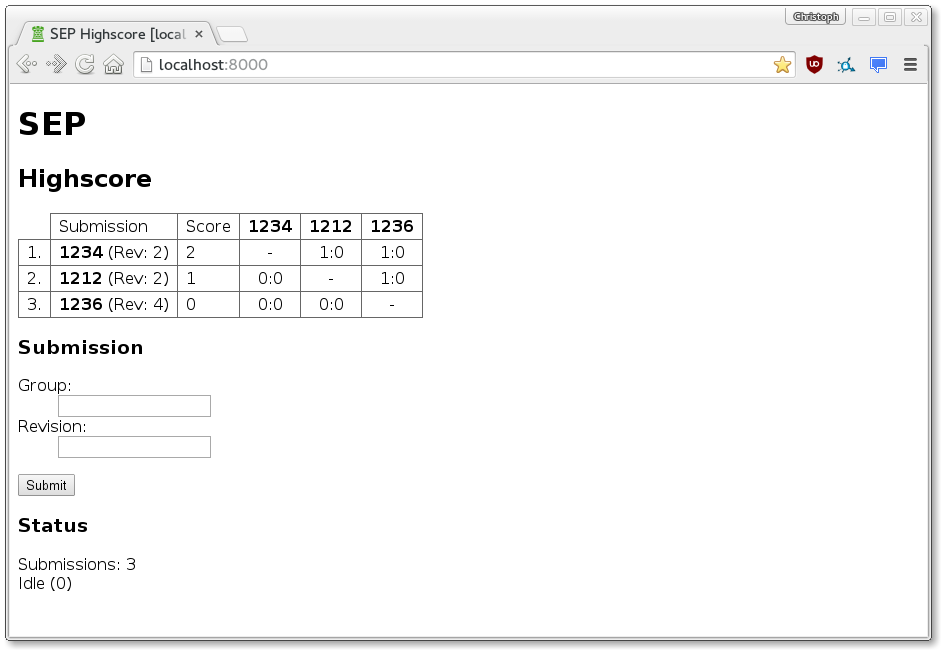 Christoph
SEP Highscore [local
localhost:8000
SEP
Highscore
Submission Score 1234 1212 1236
1. 1234 (Rev: 2) 2 - 1:0 1:0
2. 1212 (Rev: 2) 1 0:0 - 1:0
3. 1236 (Rev: 4) 0 0:0 0:0 -
Submission
Group:
Revision:
Submit
Status
Submissions: 3
Idle (0)